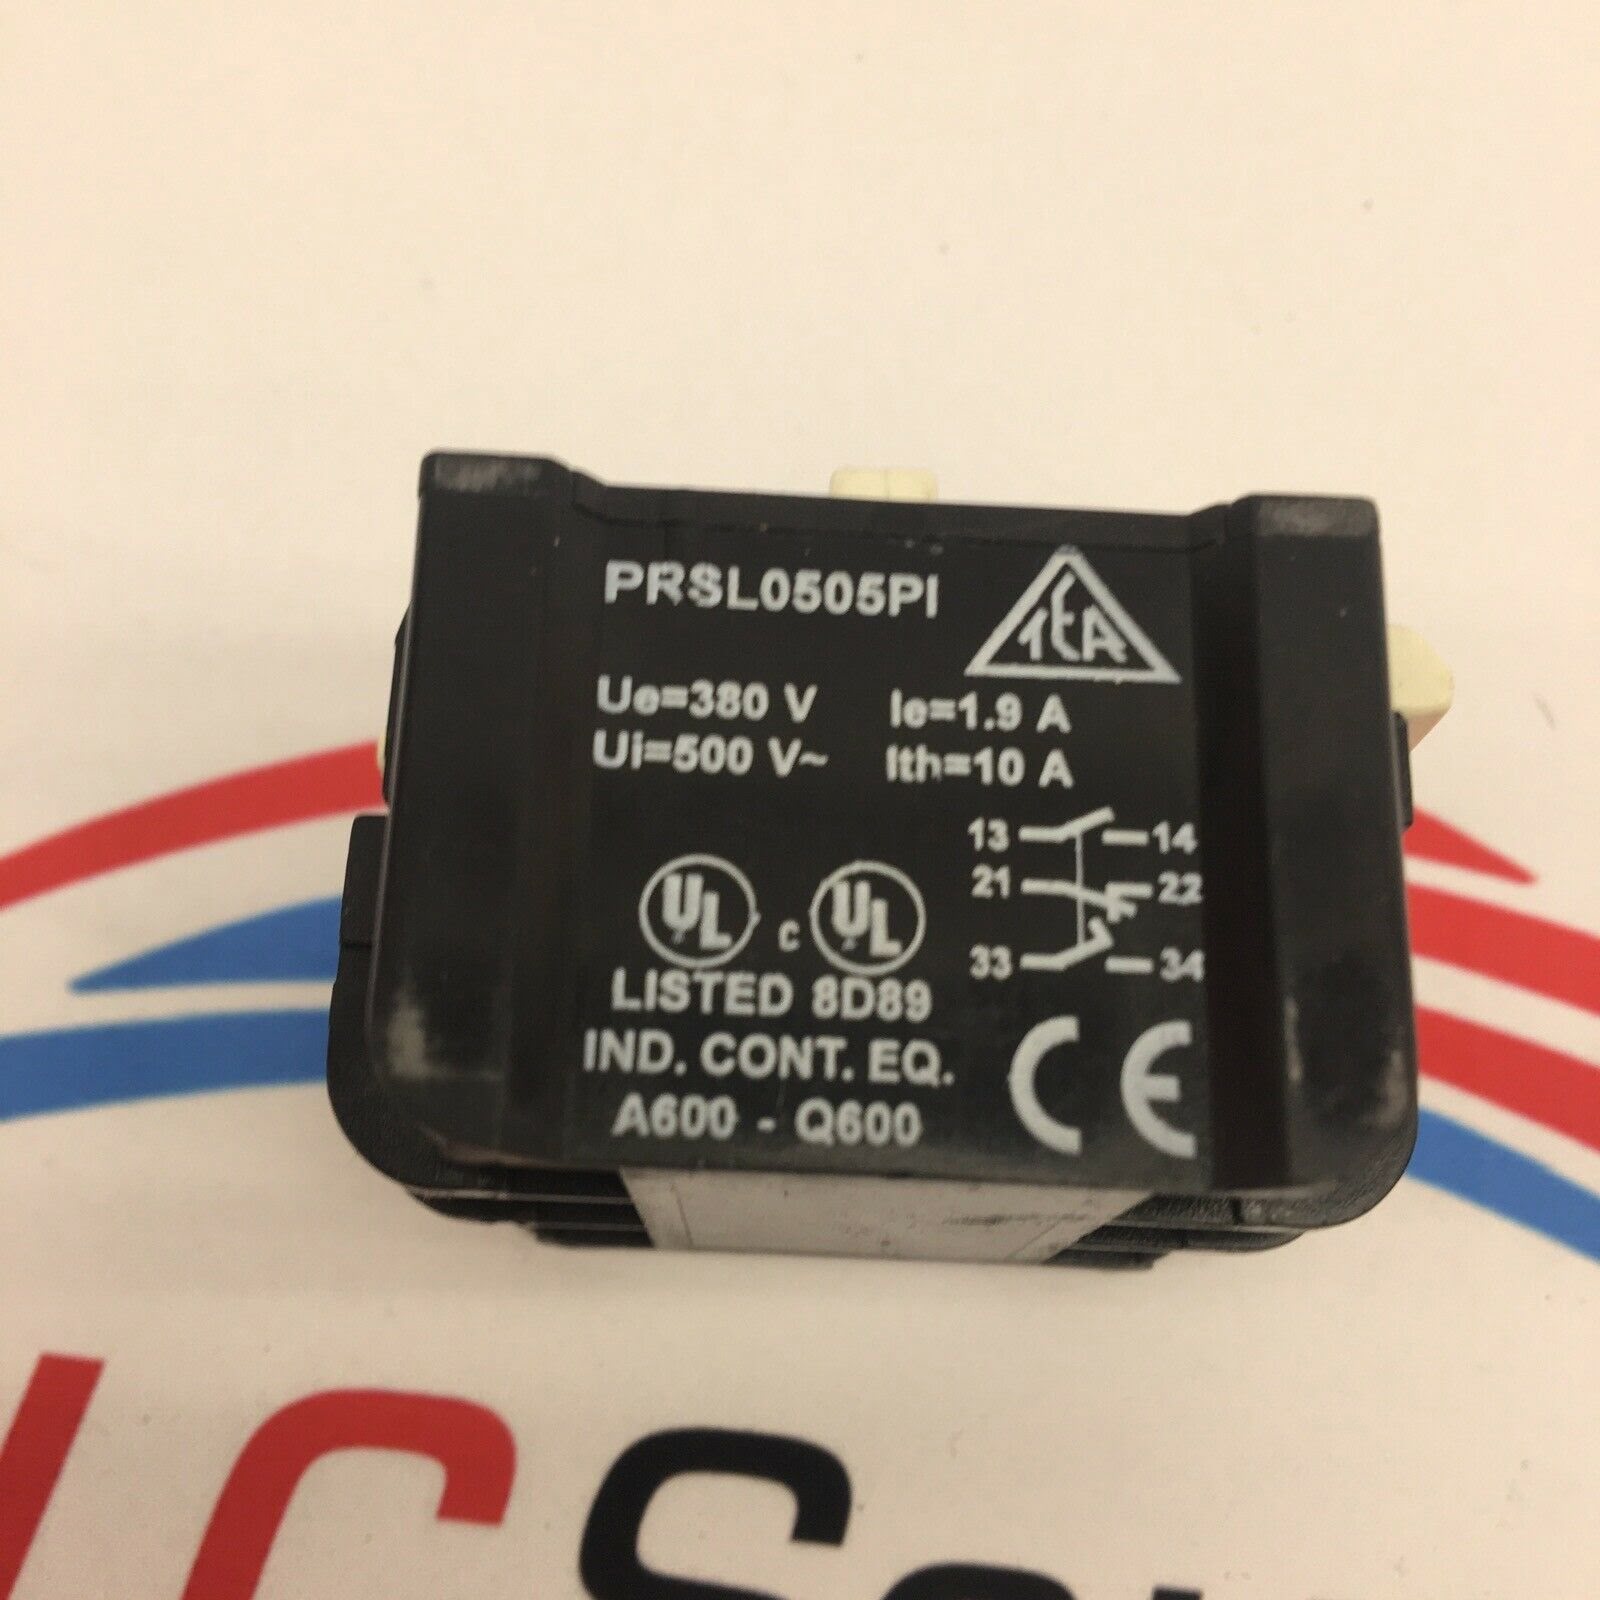 PRSL0505PI
TER
Ue=380 V Ie=1.9 A
Ui=500 V~ Ith=10 A
13 14
21 22
33 34
UL c UL
LISTED 8D89
IND. CONT. EQ.
A600 - Q600
CE